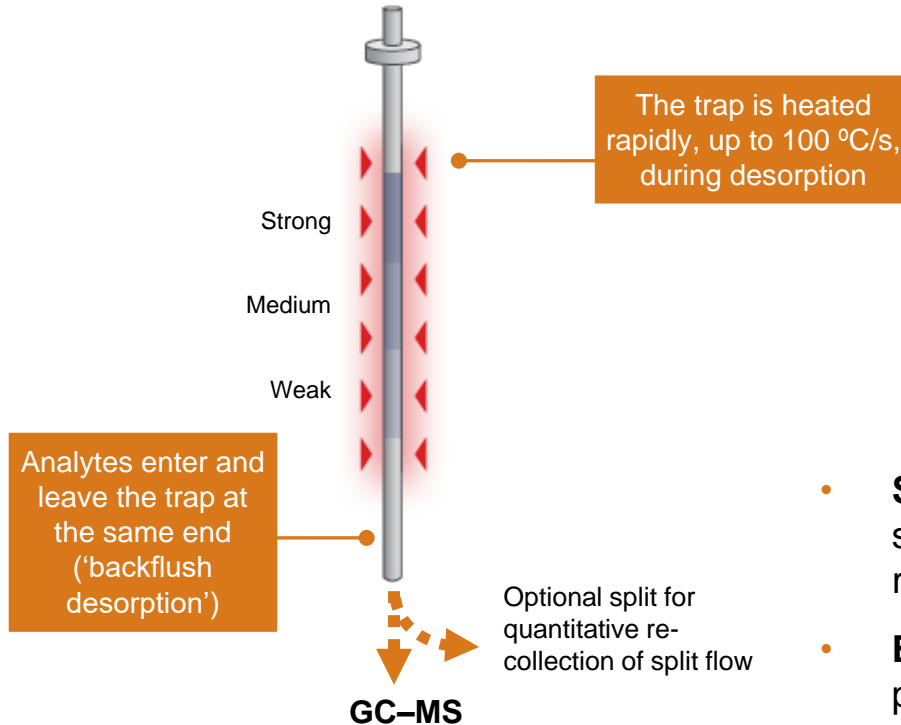 The trap is heated
rapidly, up to 100 ºC/s,
during desorption
Strong
Medium
Weak
Analytes enter and
leave the trap at
the same end
(‘backflush
desorption’)
Optional split for
quantitative re-
collection of split flow
GC–MS